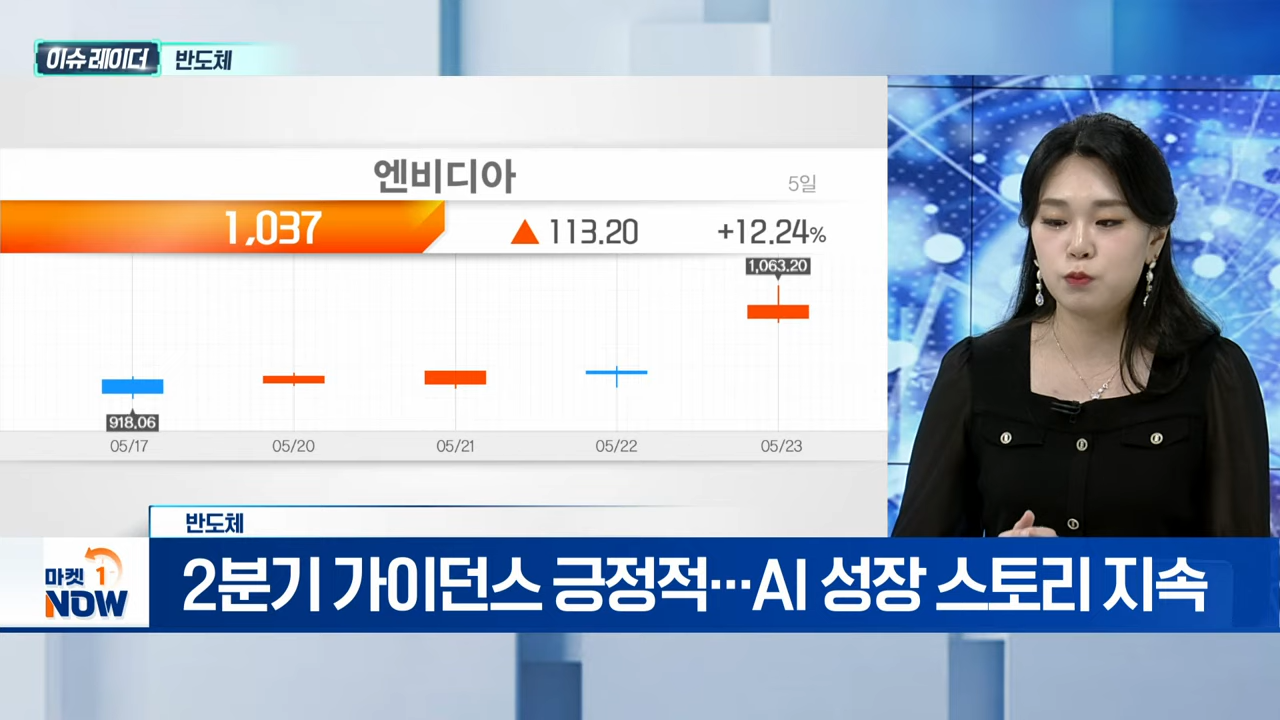 이슈 레이더 반도체
엔비디아
5일
1,037 ▲ 113.20 +12.24%
1,063.20
918.06
05/17 05/20 05/21 05/22 05/23
반도체
마켓 1
NOW
2분기 가이던스 긍정적…AI 성장 스토리 지속